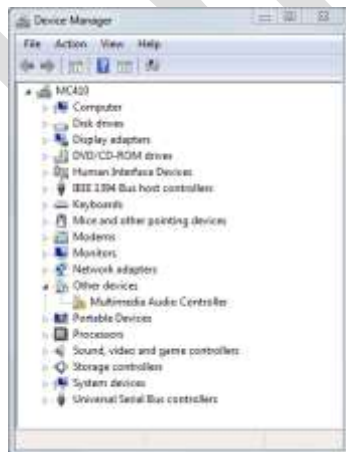 Device Manager
File Action View Help
MC410
Computer
Disk drives
Display adapters
DVD/CD-ROM drives
Human Interface Devices
IEEE 1394 Bus host controllers
Keyboards
Mice and other pointing devices
Modems
Monitors
Network adapters
Other devices
Multimedia Audio Controller
Portable Devices
Processors
Sound, video and game controllers
Storage controllers
System devices
Universal Serial Bus controllers